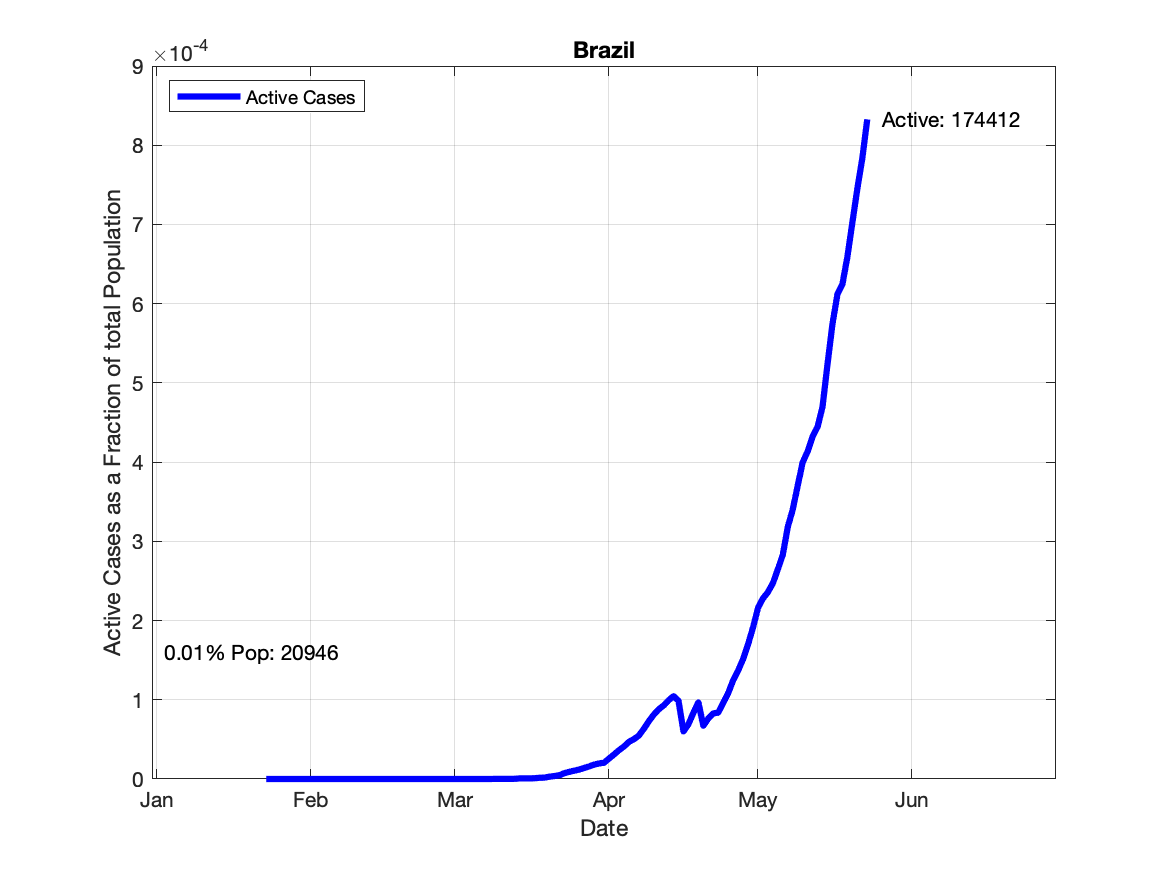 Brazil
×10-4
Active Cases
Active: 174412
0.01% Pop: 20946
Active Cases as a Fraction of total Population
9
8
7
6
5
4
3
2
1
0
Jan Feb Mar Apr May Jun
Date